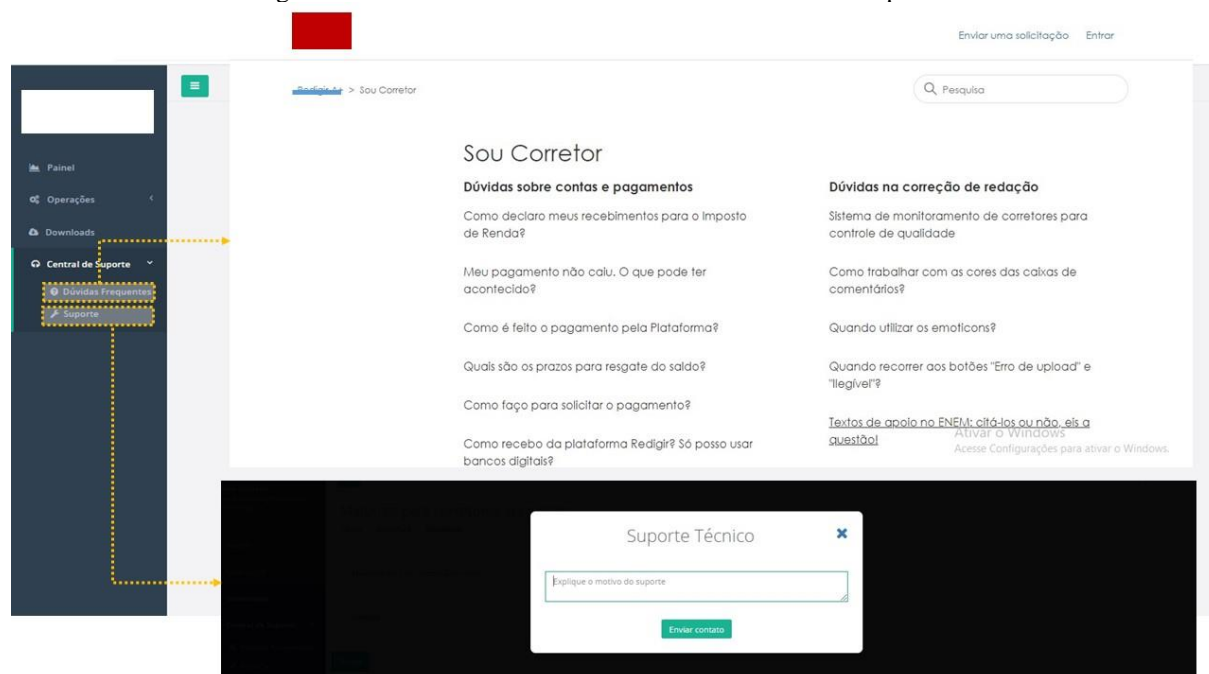 Enviar uma solicitação Entrar
> Sou Corretor
Pesquisa
Painel
Operações
Downloads
Central de Suporte
Dúvidas Frequentes
Suporte
Sou Corretor
Dúvidas sobre contas e pagamentos
Como declaro meus recebimentos para o Imposto
de Renda?
Meu pagamento não caiu. O que pode ter
acontecido?
Como é feito o pagamento pela Plataforma?
Quais são os prazos para resgate do saldo?
Como faço para solicitar o pagamento?
Como recebo da plataforma Redigir? Só posso usar
bancos digitais?
Dúvidas na correção de redação
Sistema de monitoramento de corretores para
controle de qualidade
Como trabalhar com as cores das caixas de
comentários?
Quando utilizar os emoticons?
Quando recorrer aos botões "Erro de upload" e
"Ilegível"?
Textos de apoio no ENEM: citá-los ou não, eis a
questão!
Ativar o Windows
Acesse Configurações para ativar o Windows.
Suporte Técnico
Explique o motivo do suporte
Enviar contato